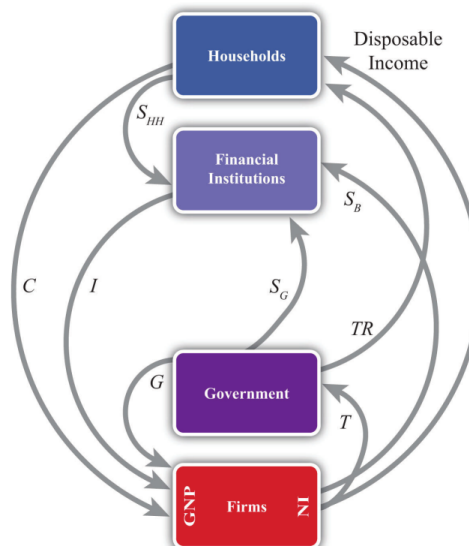 Households
Disposable
Income
S_HH
Financial
Institutions
S_B
C
I
S_G
TR
G
Government
T
GNP
Firms
NI